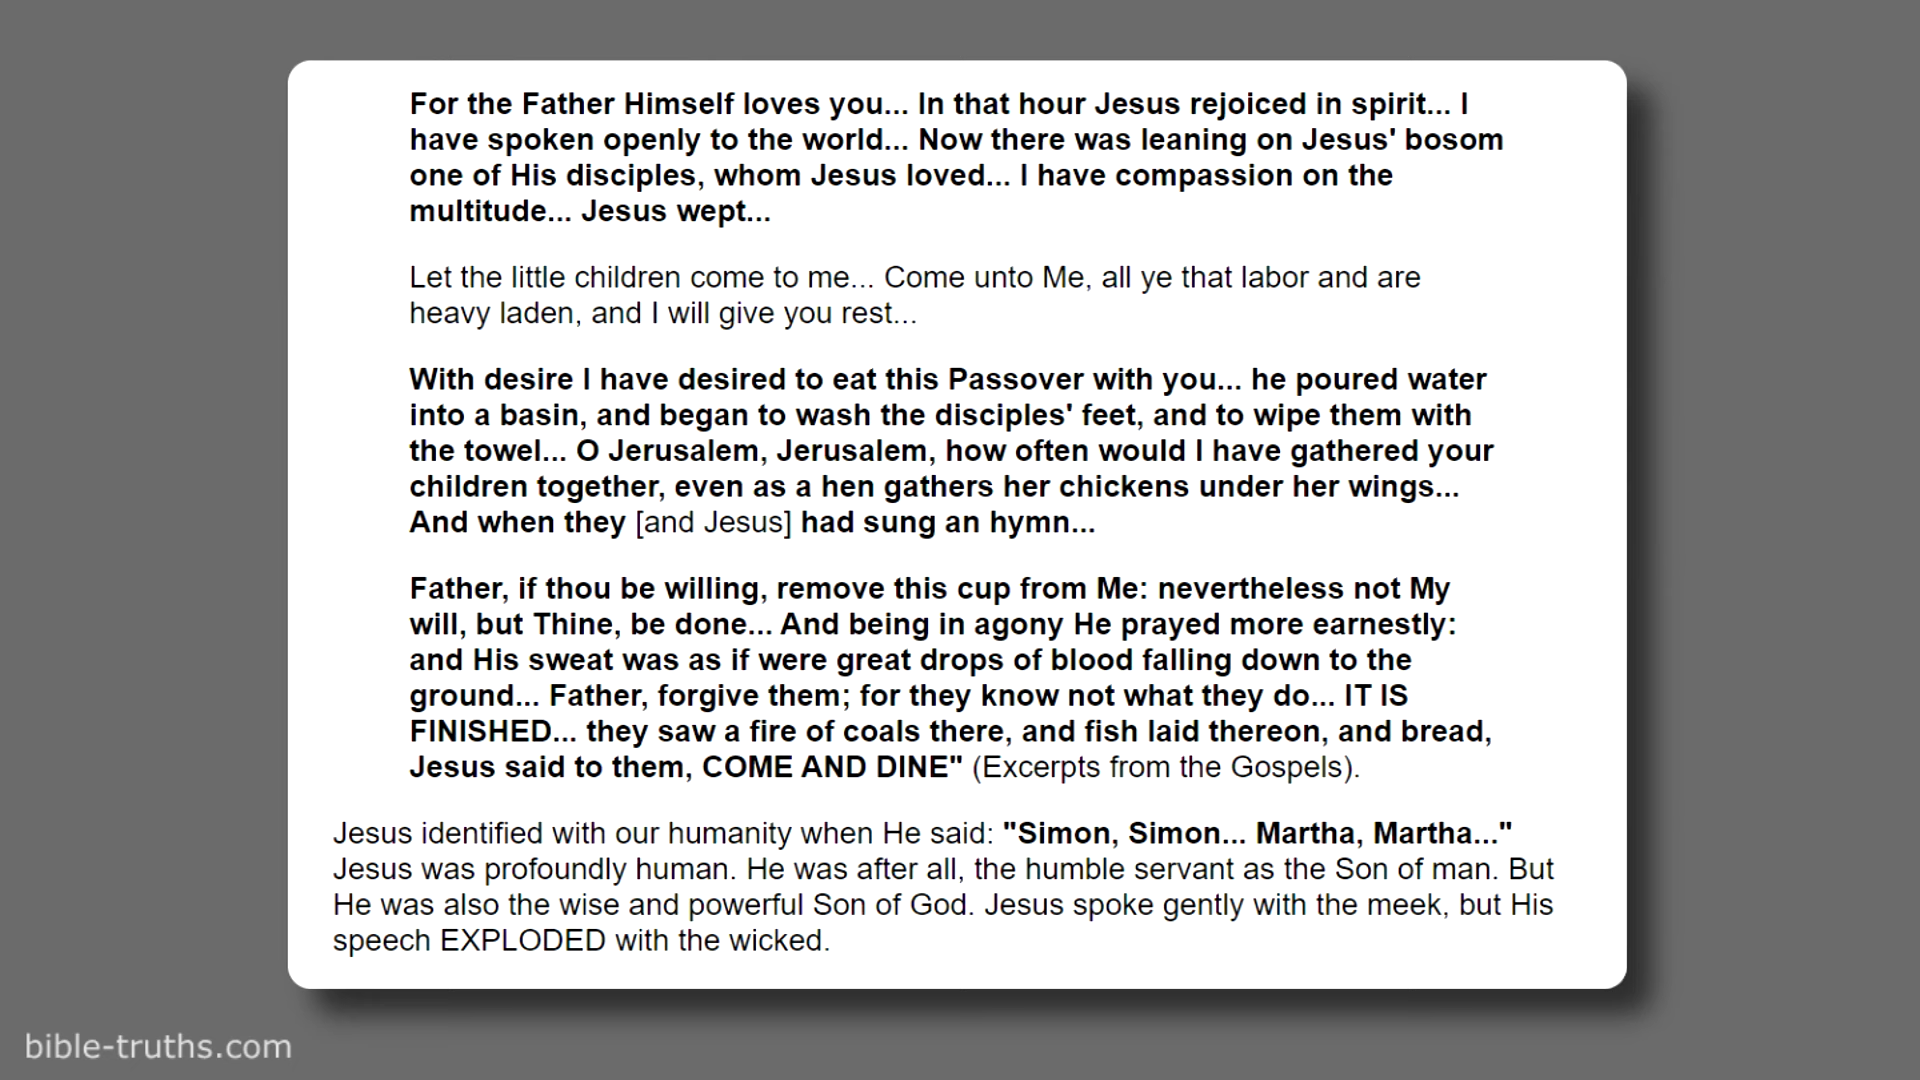 For the Father Himself loves you... In that hour Jesus rejoiced in spirit... I
have spoken openly to the world... Now there was leaning on Jesus' bosom
one of His disciples, whom Jesus loved... I have compassion on the
multitude... Jesus wept...
Let the little children come to me... Come unto Me, all ye that labor and are
heavy laden, and I will give you rest...
With desire I have desired to eat this Passover with you... he poured water
into a basin, and began to wash the disciples' feet, and to wipe them with
the towel... O Jerusalem, Jerusalem, how often would I have gathered your
children together, even as a hen gathers her chickens under her wings...
And when they [and Jesus] had sung an hymn...
Father, if thou be willing, remove this cup from Me: nevertheless not My
will, but Thine, be done... And being in agony He prayed more earnestly:
and His sweat was as if were great drops of blood falling down to the
ground... Father, forgive them; for they know not what they do... IT IS
FINISHED... they saw a fire of coals there, and fish laid thereon, and bread,
Jesus said to them, COME AND DINE" (Excerpts from the Gospels).
Jesus identified with our humanity when He said: "Simon, Simon... Martha, Martha..."
Jesus was profoundly human. He was after all, the humble servant as the Son of man. But
He was also the wise and powerful Son of God. Jesus spoke gently with the meek, but His
speech EXPLODED with the wicked.
bible-truths.com